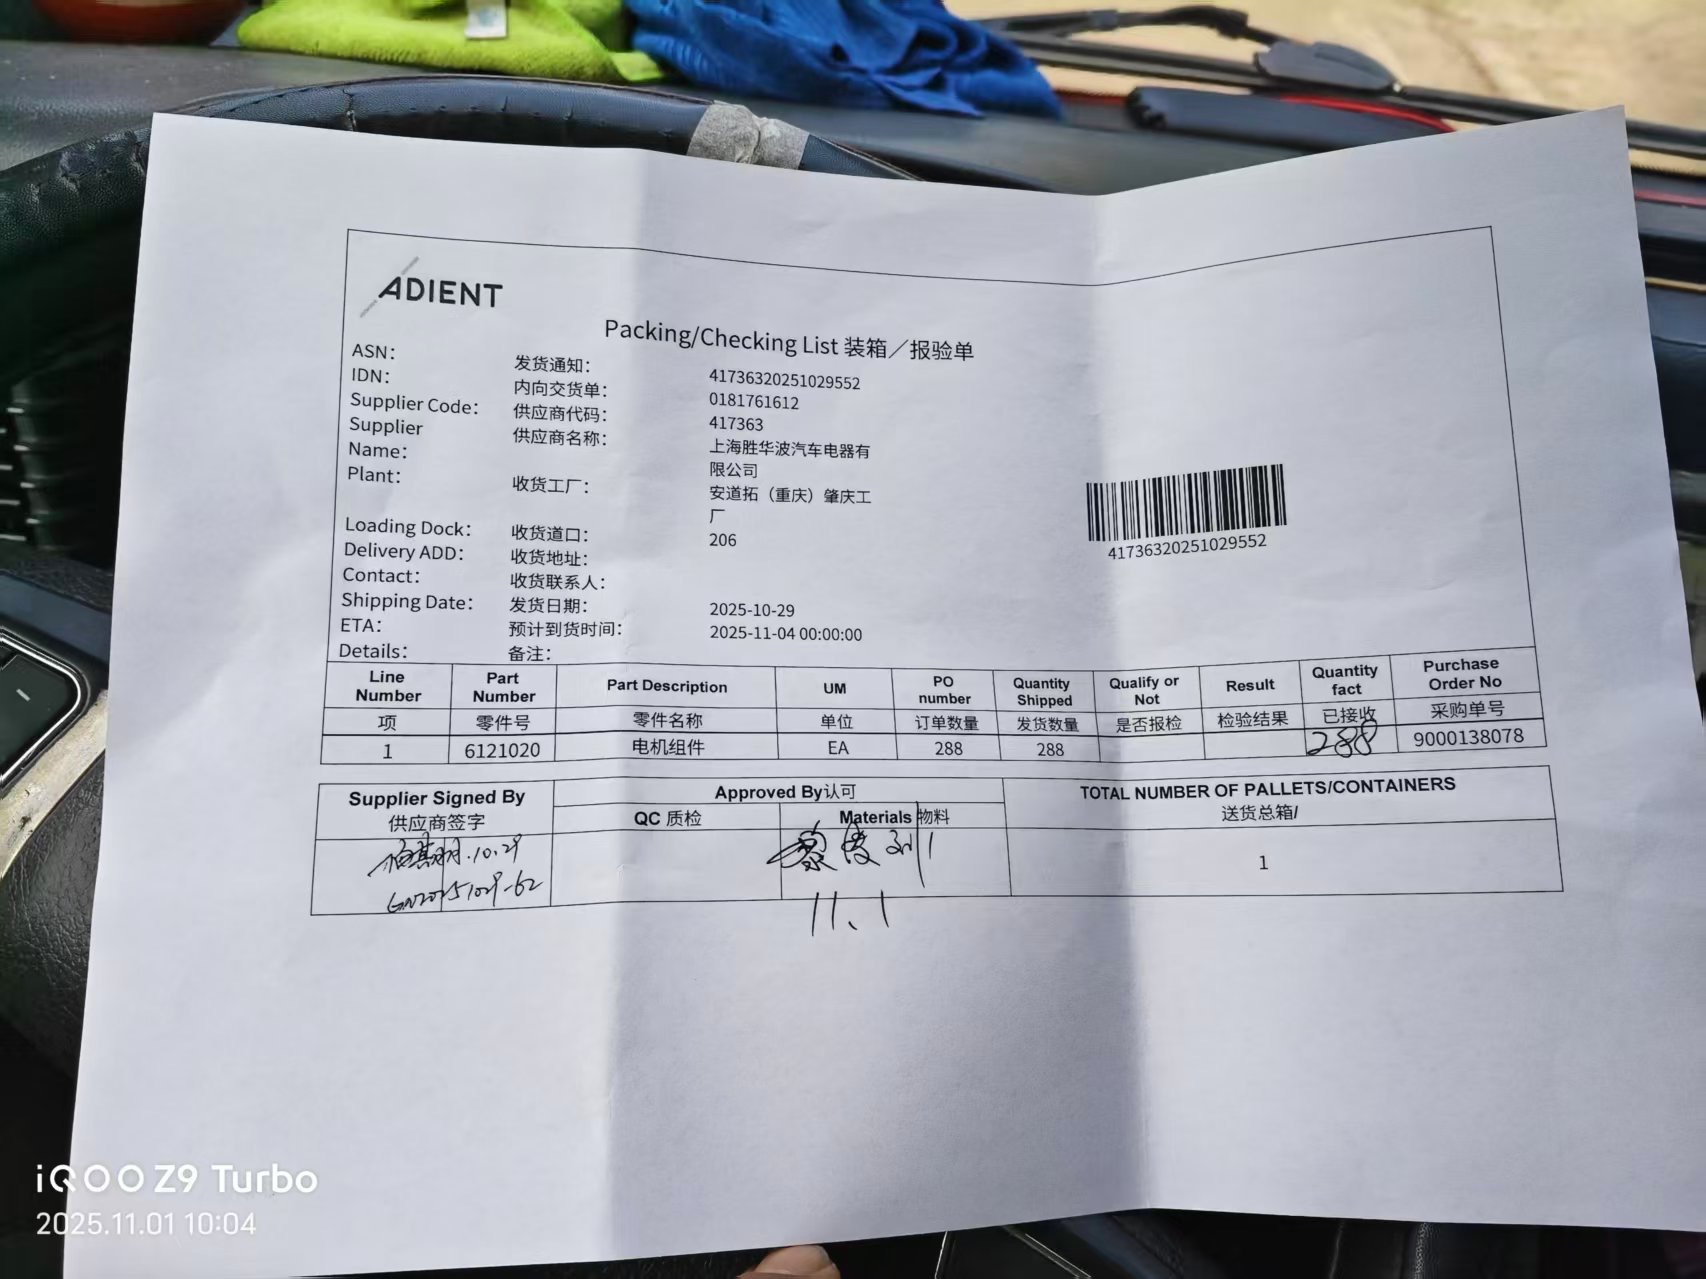 ADIENT
Packing/Checking List 装箱／报验单
ASN： 发货通知： 41736320251029552
IDN： 内向交货单： 0181761612
Supplier Code： 供应商代码： 417363
Supplier Name： 供应商名称： 上海胜华波汽车电器有
限公司
Plant： 收货工厂： 安道拓（重庆）肇庆工
厂
Loading Dock： 收货道口： 206
Delivery ADD： 收货地址：
Contact： 收货联系人：
Shipping Date： 发货日期： 2025-10-29
ETA： 预计到货时间： 2025-11-04 00:00:00
Details： 备注：
41736320251029552
Line Number Part Number Part Description UM PO number Quantity Shipped Qualify or Not Result Quantity fact Purchase Order No
项 零件号 零件名称 单位 订单数量 发货数量 是否报检 检验结果 已接收 采购单号
1 6121020 电机组件 EA 288 288 288 9000138078
Supplier Signed By Approved By认可 TOTAL NUMBER OF PALLETS/CONTAINERS
供应商签字 QC 质检 Materials 物料 送货总箱/
10.29
1
11、1
iQOO Z9 Turbo
2025.11.01 10:04